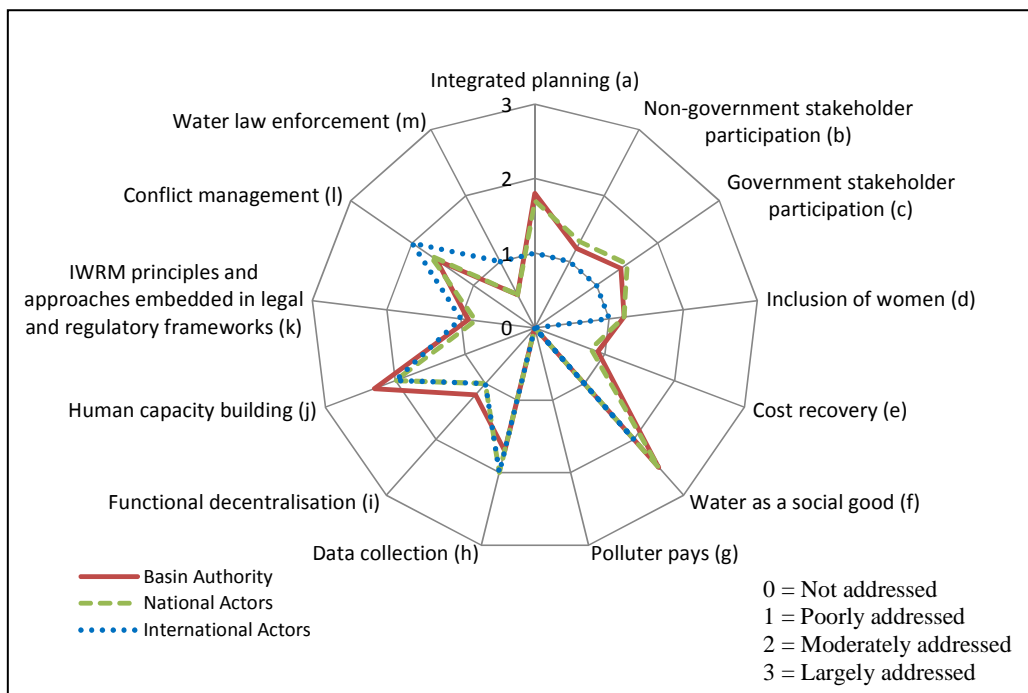 Integrated planning (a)
Non-government stakeholder
participation (b)
Government stakeholder
participation (c)
Inclusion of women (d)
Cost recovery (e)
Water as a social good (f)
Polluter pays (g)
Data collection (h)
Functional decentralisation (i)
Human capacity building (j)
IWRM principles and
approaches embedded in legal
and regulatory frameworks (k)
Conflict management (l)
Water law enforcement (m)
3
2
1
0
Basin Authority
National Actors
International Actors
0 = Not addressed
1 = Poorly addressed
2 = Moderately addressed
3 = Largely addressed